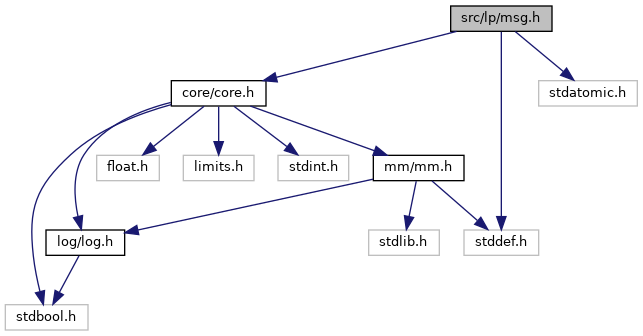 src/lp/msg.h
core/core.h
stdatomic.h
float.h
limits.h
stdint.h
mm/mm.h
log/log.h
stdlib.h
stddef.h
stdbool.h